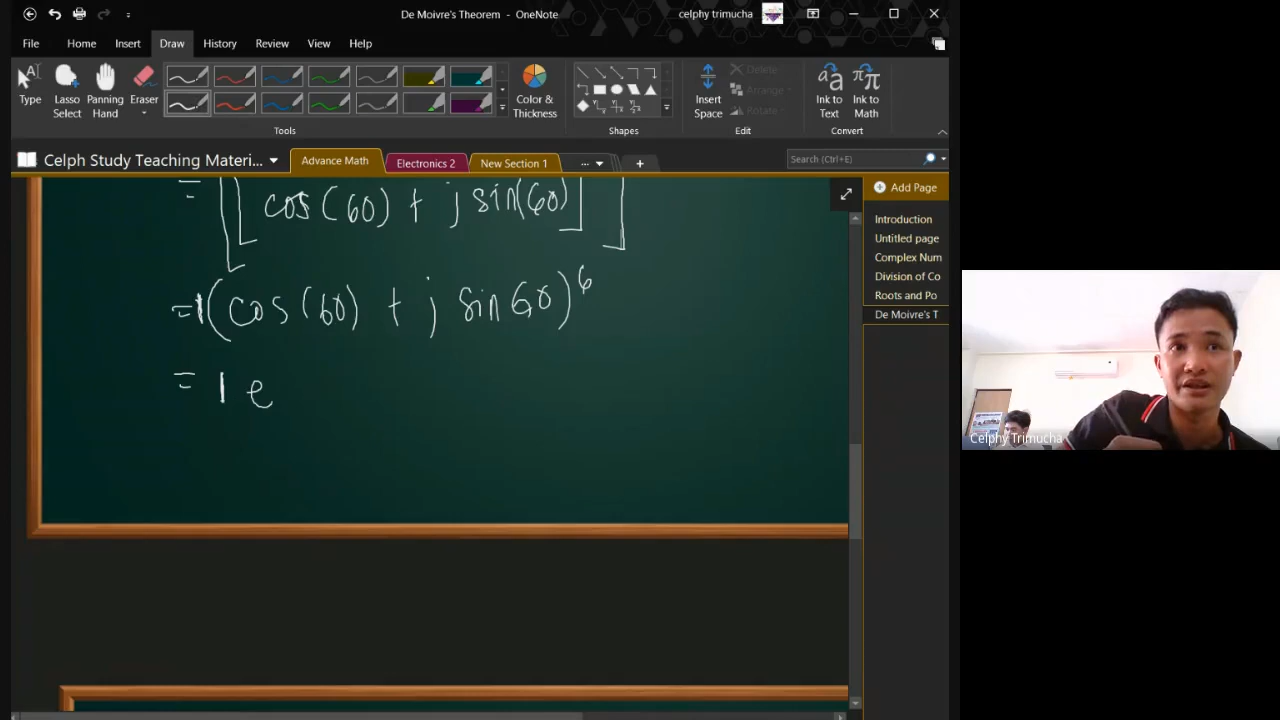 De Moivre's Theorem - OneNote
celphy trimucha
File Home Insert Draw History Review View Help
Type
Lasso Select
Panning Hand
Eraser
Color & Thickness
Insert Space
Delete
Arrange
Rotate
Ink to Text
Ink to Math
Tools
Shapes
Edit
Convert
Celph Study Teaching Materi...
Advance Math
Electronics 2
New Section 1
...
Search (Ctrl+E)
Add Page
Introduction
Untitled page
Complex Num
Division of Co
Roots and Po
De Moivre's T
= [[cos(60) + j sin(60)]]
=1(cos(60) + j sin 60)^6
= 1 e
Celphy Trimucha